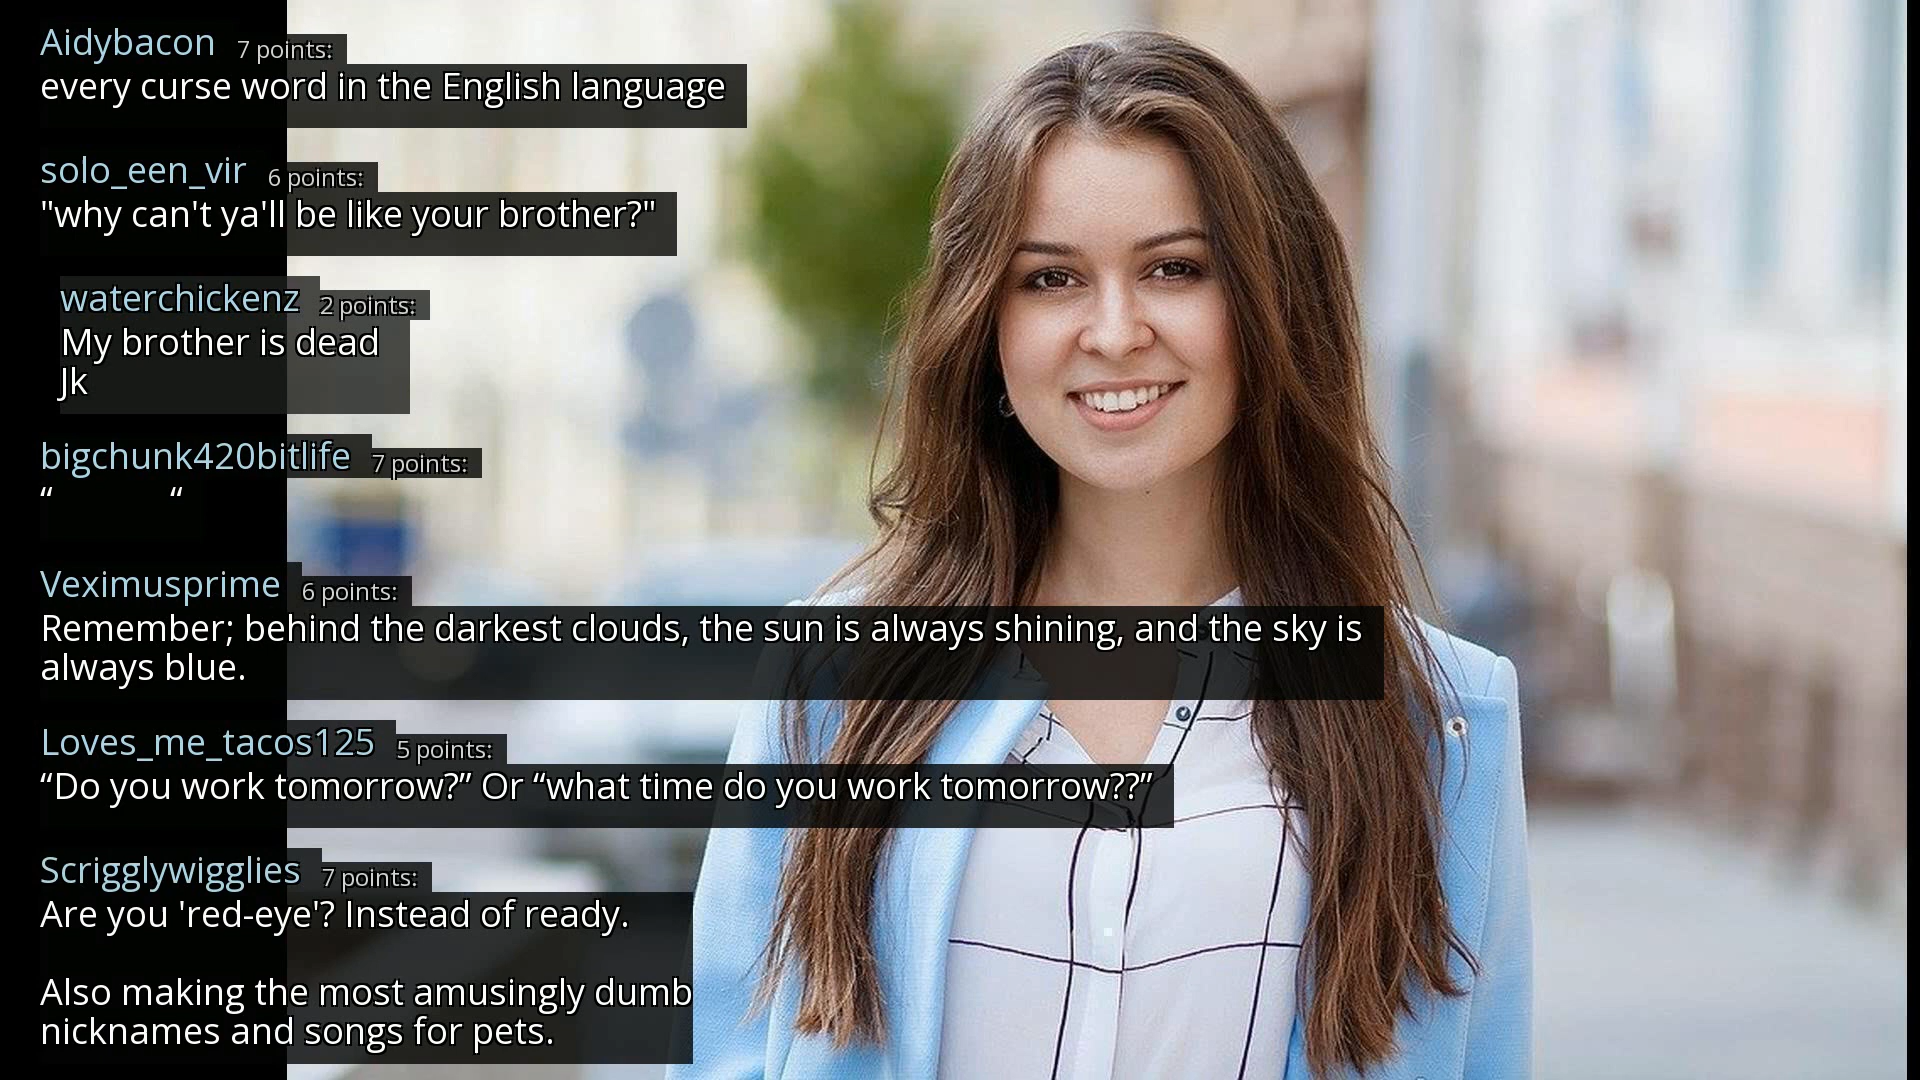 Aidybacon 7 points:
every curse word in the English language
solo_een_vir 6 points:
"why can't ya'll be like your brother?"
waterchickenz 2 points:
My brother is dead
Jk
bigchunk420bitlife 7 points:
“ “
Veximusprime 6 points:
Remember; behind the darkest clouds, the sun is always shining, and the sky is
always blue.
Loves_me_tacos125 5 points:
“Do you work tomorrow?” Or “what time do you work tomorrow??”
Scrigglywigglies 7 points:
Are you 'red-eye'? Instead of ready.
Also making the most amusingly dumb
nicknames and songs for pets.